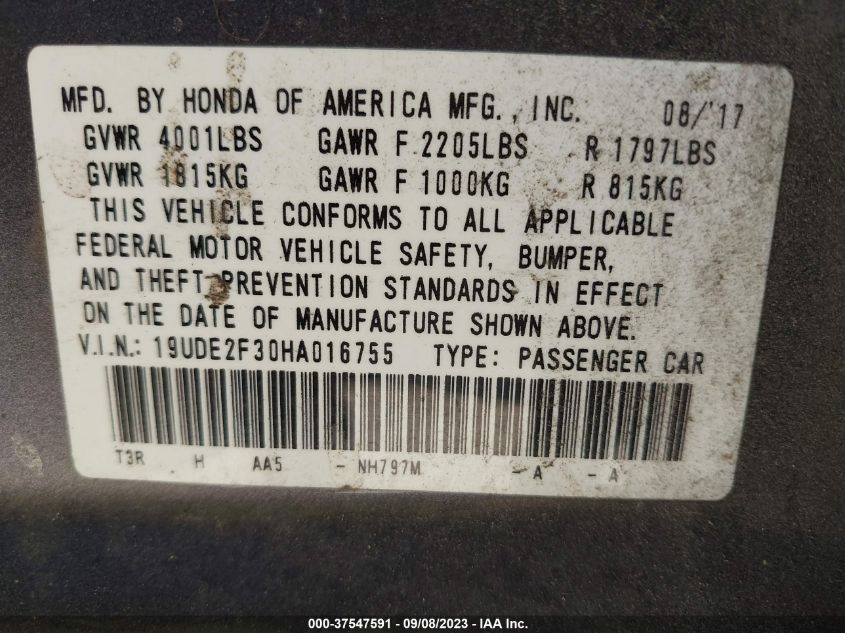 MFD. BY HONDA OF AMERICA MFG., INC. 08/'17
GVWR 4001LBS GAWR F 2205LBS R 1797LBS
GVWR 1815KG GAWR F 1000KG R 815KG
THIS VEHICLE CONFORMS TO ALL APPLICABLE
FEDERAL MOTOR VEHICLE SAFETY, BUMPER,
AND THEFT PREVENTION STANDARDS IN EFFECT
ON THE DATE OF MANUFACTURE SHOWN ABOVE.
V.I.N.: 19UDE2F30HA016755 TYPE: PASSENGER CAR
T3R H AA5 - NH797M - A - A
000-37547591 - 09/08/2023 - IAA Inc.